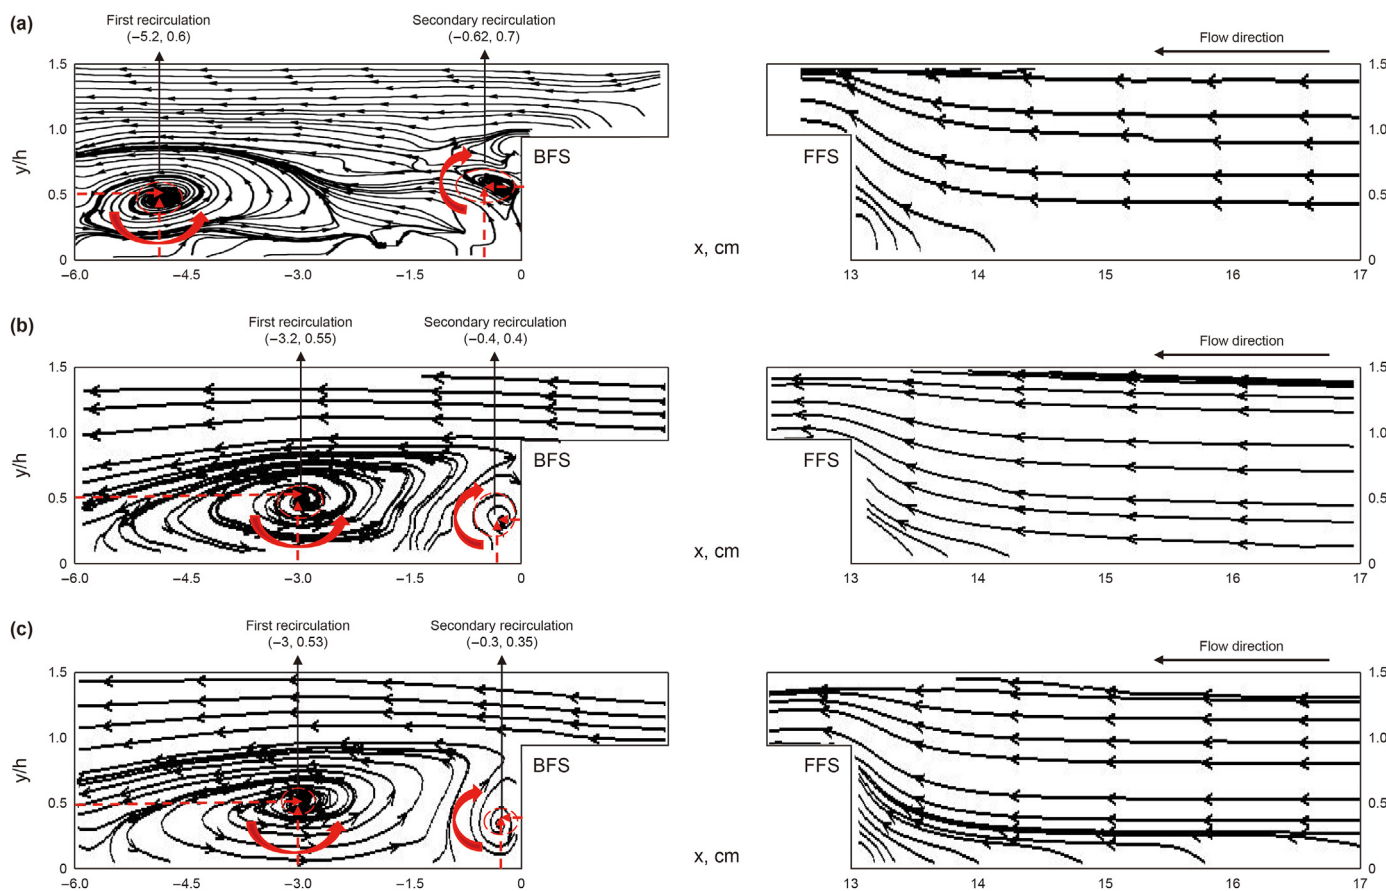 (a)
First recirculation
(−5.2, 0.6)
Secondary recirculation
(−0.62, 0.7)
Flow direction
1.5
1.0
0.5
0
y/h
BFS
−6.0
−4.5
−3.0
−1.5
0
x, cm
FFS
1.5
1.0
0.5
0
13
14
15
16
17
(b)
First recirculation
(−3.2, 0.55)
Secondary recirculation
(−0.4, 0.4)
Flow direction
1.5
1.0
0.5
0
y/h
BFS
−6.0
−4.5
−3.0
−1.5
0
x, cm
FFS
1.5
1.0
0.5
0
13
14
15
16
17
(c)
First recirculation
(−3, 0.53)
Secondary recirculation
(−0.3, 0.35)
Flow direction
1.5
1.0
0.5
0
y/h
BFS
−6.0
−4.5
−3.0
−1.5
0
x, cm
FFS
1.5
1.0
0.5
0
13
14
15
16
17